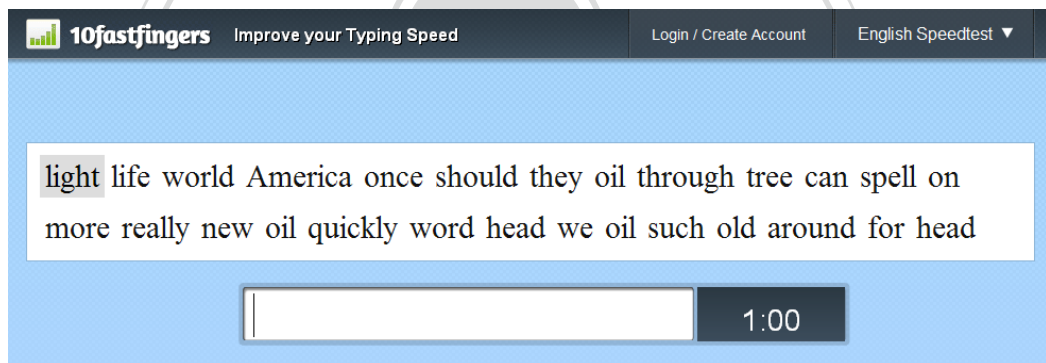 10fastfingers Improve your Typing Speed Login / Create Account English Speedtest ▼
light life world America once should they oil through tree can spell on
more really new oil quickly word head we oil such old around for head
1:00